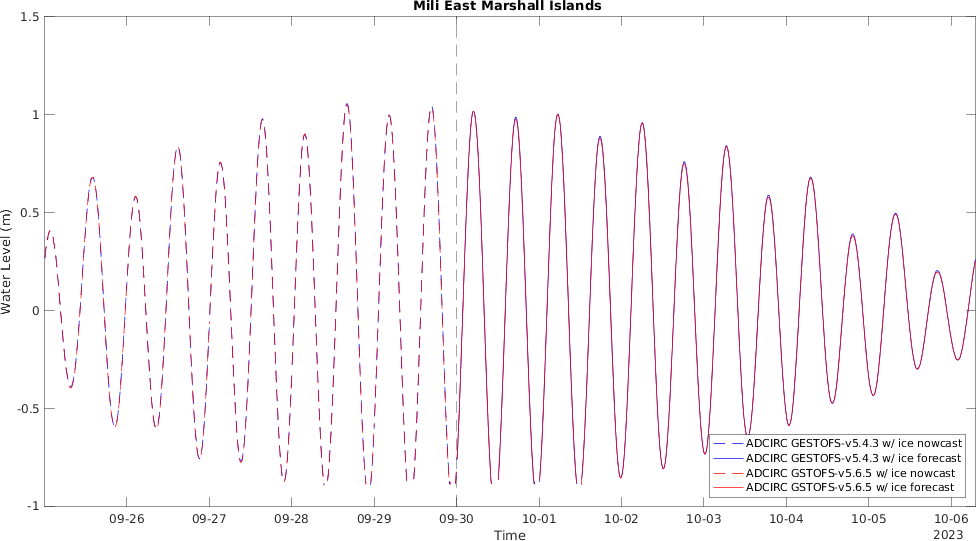 Mili East Marshall Islands
1.5
1
0.5
0
-0.5
-1
Water Level (m)
09-26 09-27 09-28 09-29 09-30 10-01 10-02 10-03 10-04 10-05 10-06
2023
Time
ADCIRC GESTOFS-v5.4.3 w/ ice nowcast
ADCIRC GESTOFS-v5.4.3 w/ ice forecast
ADCIRC GSTOFS-v5.6.5 w/ ice nowcast
ADCIRC GSTOFS-v5.6.5 w/ ice forecast